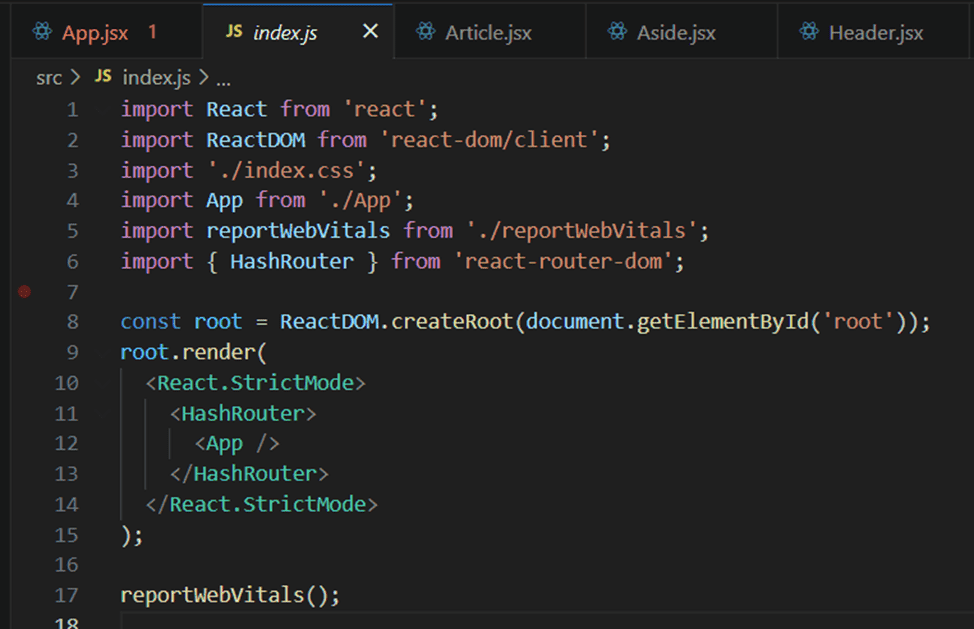 App.jsx 1 JS index.js × Article.jsx Aside.jsx Header.jsx
src > JS index.js > ...
1 import React from 'react';
2 import ReactDOM from 'react-dom/client';
3 import './index.css';
4 import App from './App';
5 import reportWebVitals from './reportWebVitals';
6 import { HashRouter } from 'react-router-dom';
7
8 const root = ReactDOM.createRoot(document.getElementById('root'));
9 root.render(
10   <React.StrictMode>
11     <HashRouter>
12       <App />
13     </HashRouter>
14   </React.StrictMode>
15 );
16
17 reportWebVitals();
18